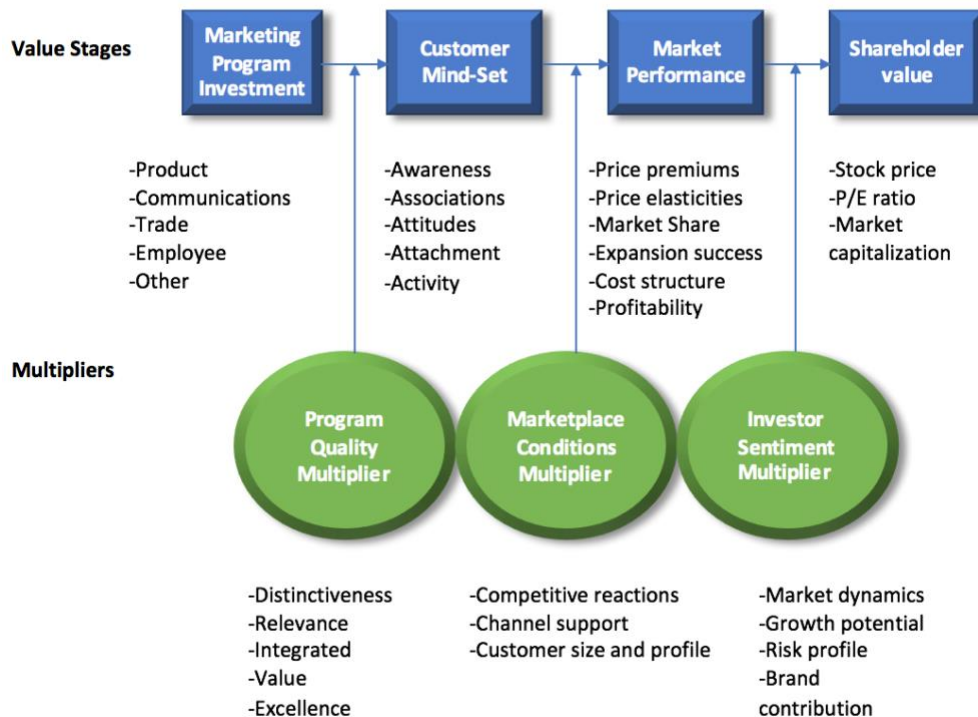 Value Stages
Marketing
Program
Investment
Customer
Mind-Set
Market
Performance
Shareholder
value
-Product
-Communications
-Trade
-Employee
-Other
-Awareness
-Associations
-Attitudes
-Attachment
-Activity
-Price premiums
-Price elasticities
-Market Share
-Expansion success
-Cost structure
-Profitability
-Stock price
-P/E ratio
-Market
capitalization
Multipliers
Program
Quality
Multiplier
Marketplace
Conditions
Multiplier
Investor
Sentiment
Multiplier
-Distinctiveness
-Relevance
-Integrated
-Value
-Excellence
-Competitive reactions
-Channel support
-Customer size and profile
-Market dynamics
-Growth potential
-Risk profile
-Brand
contribution